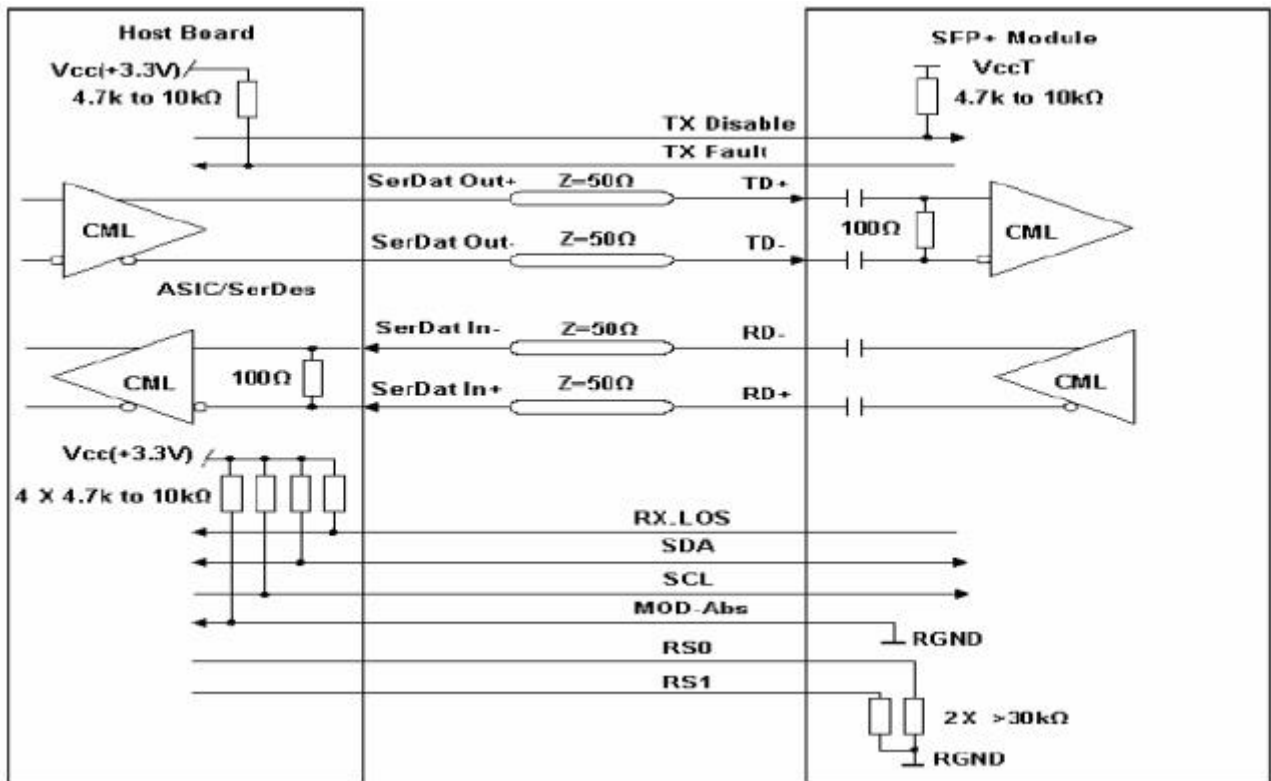 Host Board
SFP+ Module
Vcc(+3.3V)
4.7k to 10kΩ
VccT
4.7k to 10kΩ
TX Disable
TX Fault
SerDat Out+
Z=50Ω
TD+
CML
100Ω
CML
SerDat Out-
Z=50Ω
TD-
ASIC/SerDes
SerDat In-
Z=50Ω
RD-
CML
100Ω
CML
SerDat In+
Z=50Ω
RD+
Vcc(+3.3V)
4 X 4.7k to 10kΩ
RX_LOS
SDA
SCL
MOD-Abs
RGND
RS0
RS1
2X >30kΩ
RGND